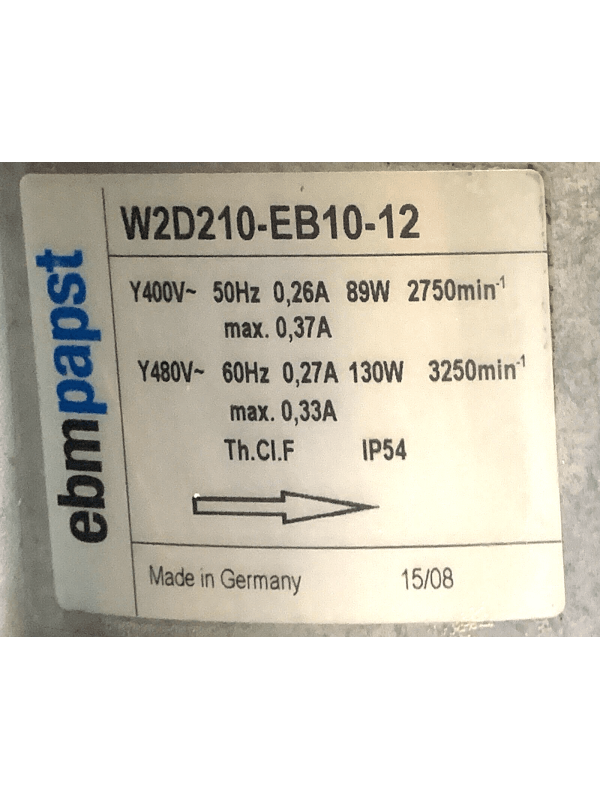 ebmpapst
W2D210-EB10-12
Y400V~ 50Hz 0,26A 89W 2750min⁻¹
max. 0,37A
Y480V~ 60Hz 0,27A 130W 3250min⁻¹
max. 0,33A
Th.Cl.F IP54
Made in Germany 15/08